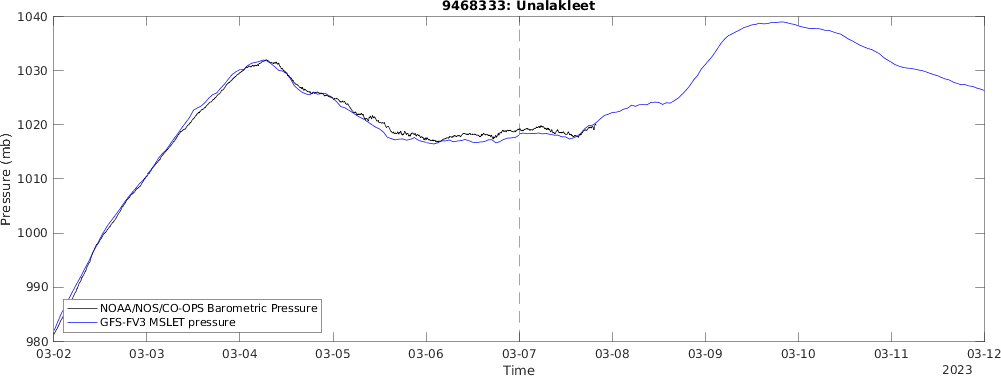 9468333: Unalakleet
Pressure (mb)
1040
1030
1020
1010
1000
990
980
NOAA/NOS/CO-OPS Barometric Pressure
GFS-FV3 MSLET pressure
03-02 03-03 03-04 03-05 03-06 03-07 03-08 03-09 03-10 03-11 03-12
Time
2023